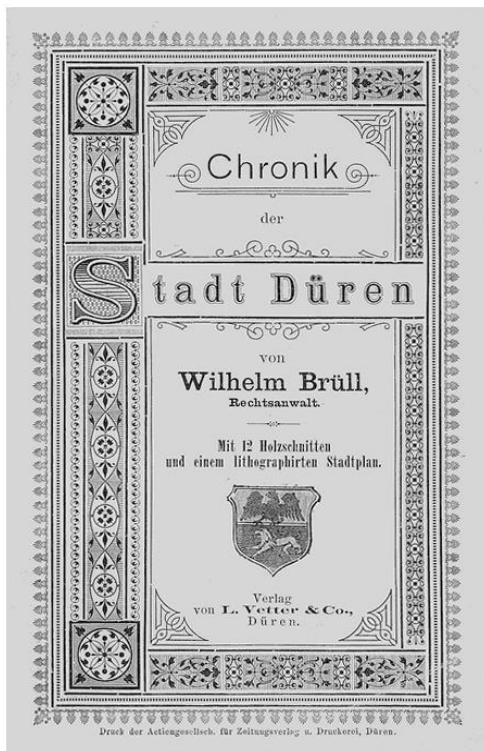 Chronik
der
Stadt Düren
von
Wilhelm Brüll,
Rechtsanwalt.
Mit 12 Holzschnitten
und einem lithographirten Stadtplan.
Verlag
von L. Vetter & Co.,
Düren.
Druck der Actiengesellsch. für Zeitungsverlag u. Druckerei, Düren.